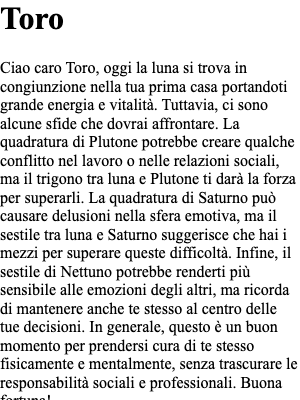 Toro
Ciao caro Toro, oggi la luna si trova in
congiunzione nella tua prima casa portandoti
grande energia e vitalità. Tuttavia, ci sono
alcune sfide che dovrai affrontare. La
quadratura di Plutone potrebbe creare qualche
conflitto nel lavoro o nelle relazioni sociali,
ma il trigono tra luna e Plutone ti darà la forza
per superarli. La quadratura di Saturno può
causare delusioni nella sfera emotiva, ma il
sestile tra luna e Saturno suggerisce che hai i
mezzi per superare queste difficoltà. Infine, il
sestile di Nettuno potrebbe renderti più
sensibile alle emozioni degli altri, ma ricorda
di mantenere anche te stesso al centro delle
tue decisioni. In generale, questo è un buon
momento per prendersi cura di te stesso
fisicamente e mentalmente, senza trascurare le
responsabilità sociali e professionali. Buona
fortuna!